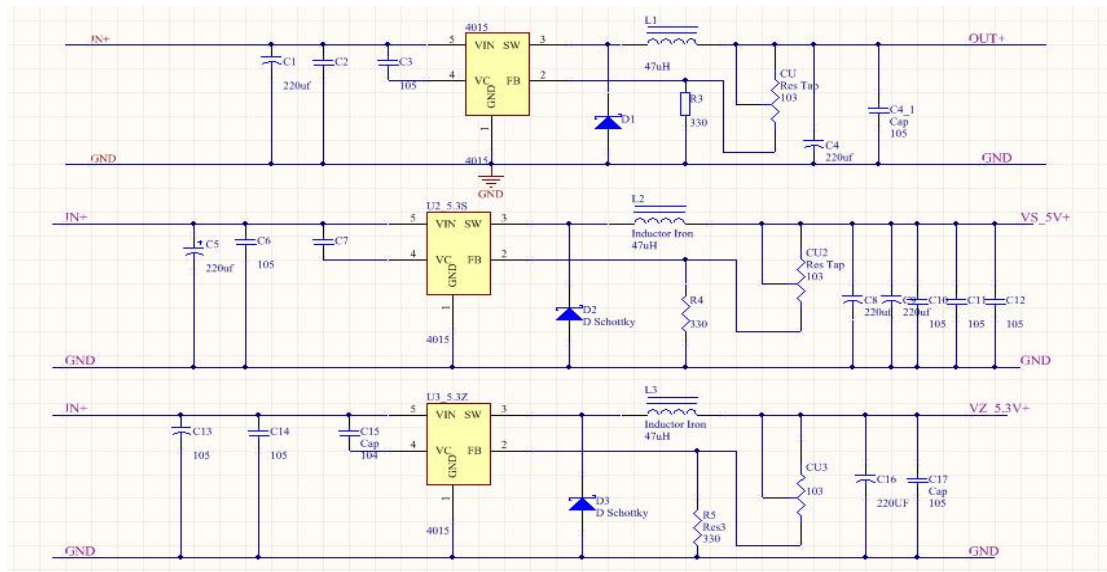 4015
IN+
5
VIN SW
3
L1
OUT+
C1
220uf
C2
C3
105
4
VC FB
2
GND
1
47uH
R3
330
CU
Res Tap
103
D1
C4
220uf
C4_1
Cap
105
GND
4015
GND
GND
IN+
U2_5.3S
5
VIN SW
3
L2
Inductor Iron
47uH
VS_5V+
C5
220uf
C6
105
C7
4
VC FB
2
GND
1
4015
D2
D Schottky
R4
330
CU2
Res Tap
103
C8
220uf
C9
220uf
C10
105
C11
105
C12
105
GND
GND
IN+
U3_5.3Z
5
VIN SW
3
L3
Inductor Iron
47uH
VZ_5.3V+
C13
105
C14
105
C15
Cap
104
4
VC FB
2
GND
1
4015
D3
D Schottky
R5
Res3
330
CU3
103
C16
220UF
C17
Cap
105
GND
GND